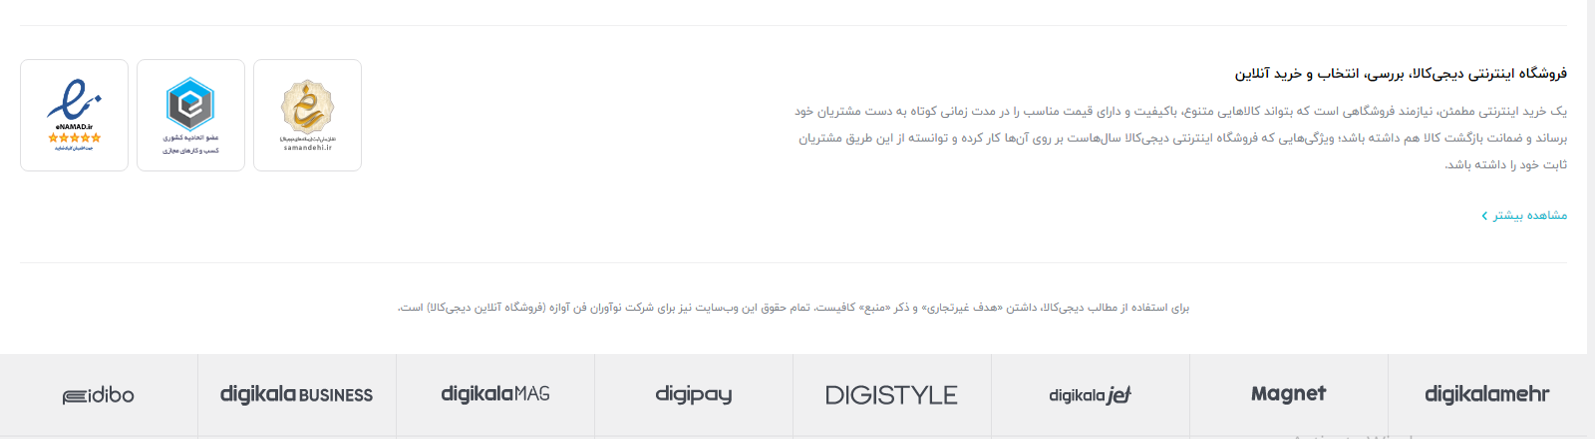 فروشگاه اینترنتی دیجی‌کالا، بررسی، انتخاب و خرید آنلاین
یک خرید اینترنتی مطمئن، نیازمند فروشگاهی است که بتواند کالاهایی متنوع، باکیفیت و دارای قیمت مناسب را در مدت زمانی کوتاه به دست مشتریان خود
برساند و ضمانت بازگشت کالا هم داشته باشد؛ ویژگی‌هایی که فروشگاه اینترنتی دیجی‌کالا سال‌هاست بر روی آن‌ها کار کرده و توانسته از این طریق مشتریان
ثابت خود را داشته باشد.
مشاهده بیشتر
samandehi.ir
عضو اتحادیه کشوری
کسب و کارهای مجازی
eNAMAD.ir
برای استفاده از مطالب دیجی‌کالا، داشتن «هدف غیرتجاری» و ذکر «منبع» کافیست. تمام حقوق این وب‌سایت نیز برای شرکت نوآوران فن آوازه (فروشگاه آنلاین دیجی‌کالا) است.
fidibo
digikala BUSINESS
digikala MAG
digipay
DIGISTYLE
digikala jet
Magnet
digikalamehr